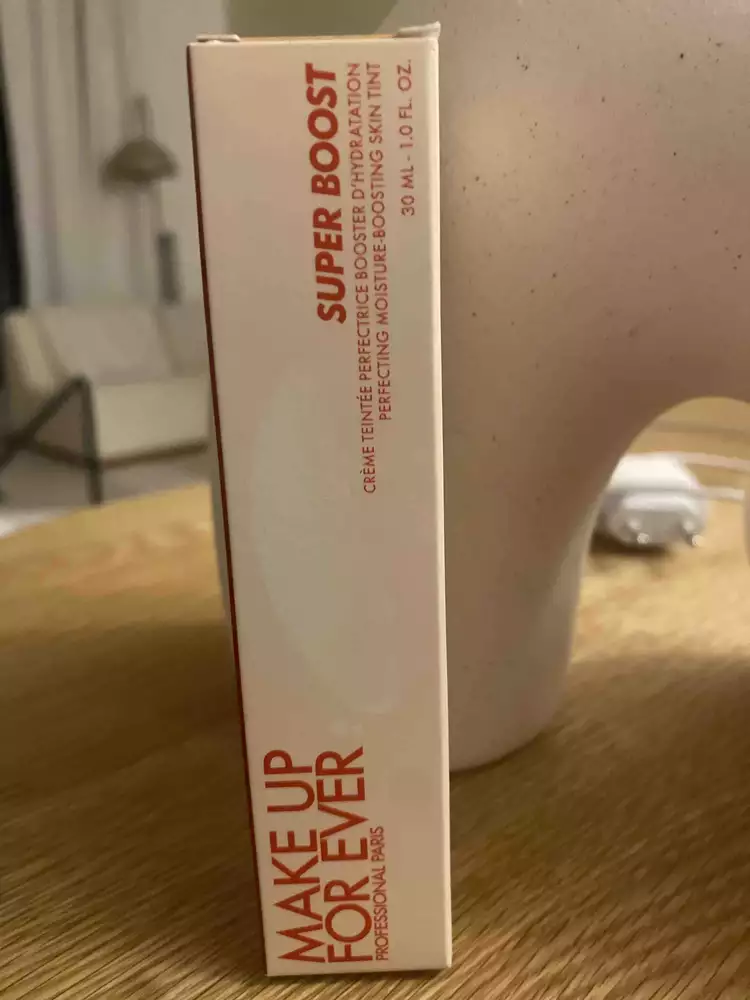 SUPER BOOST
CRÈME TEINTÉE PERFECTRICE BOOSTER D'HYDRATATION
PERFECTING MOISTURE-BOOSTING SKIN TINT
30 ML - 1.0 FL. OZ.
MAKE UP
FOR EVER
PROFESSIONAL PARIS